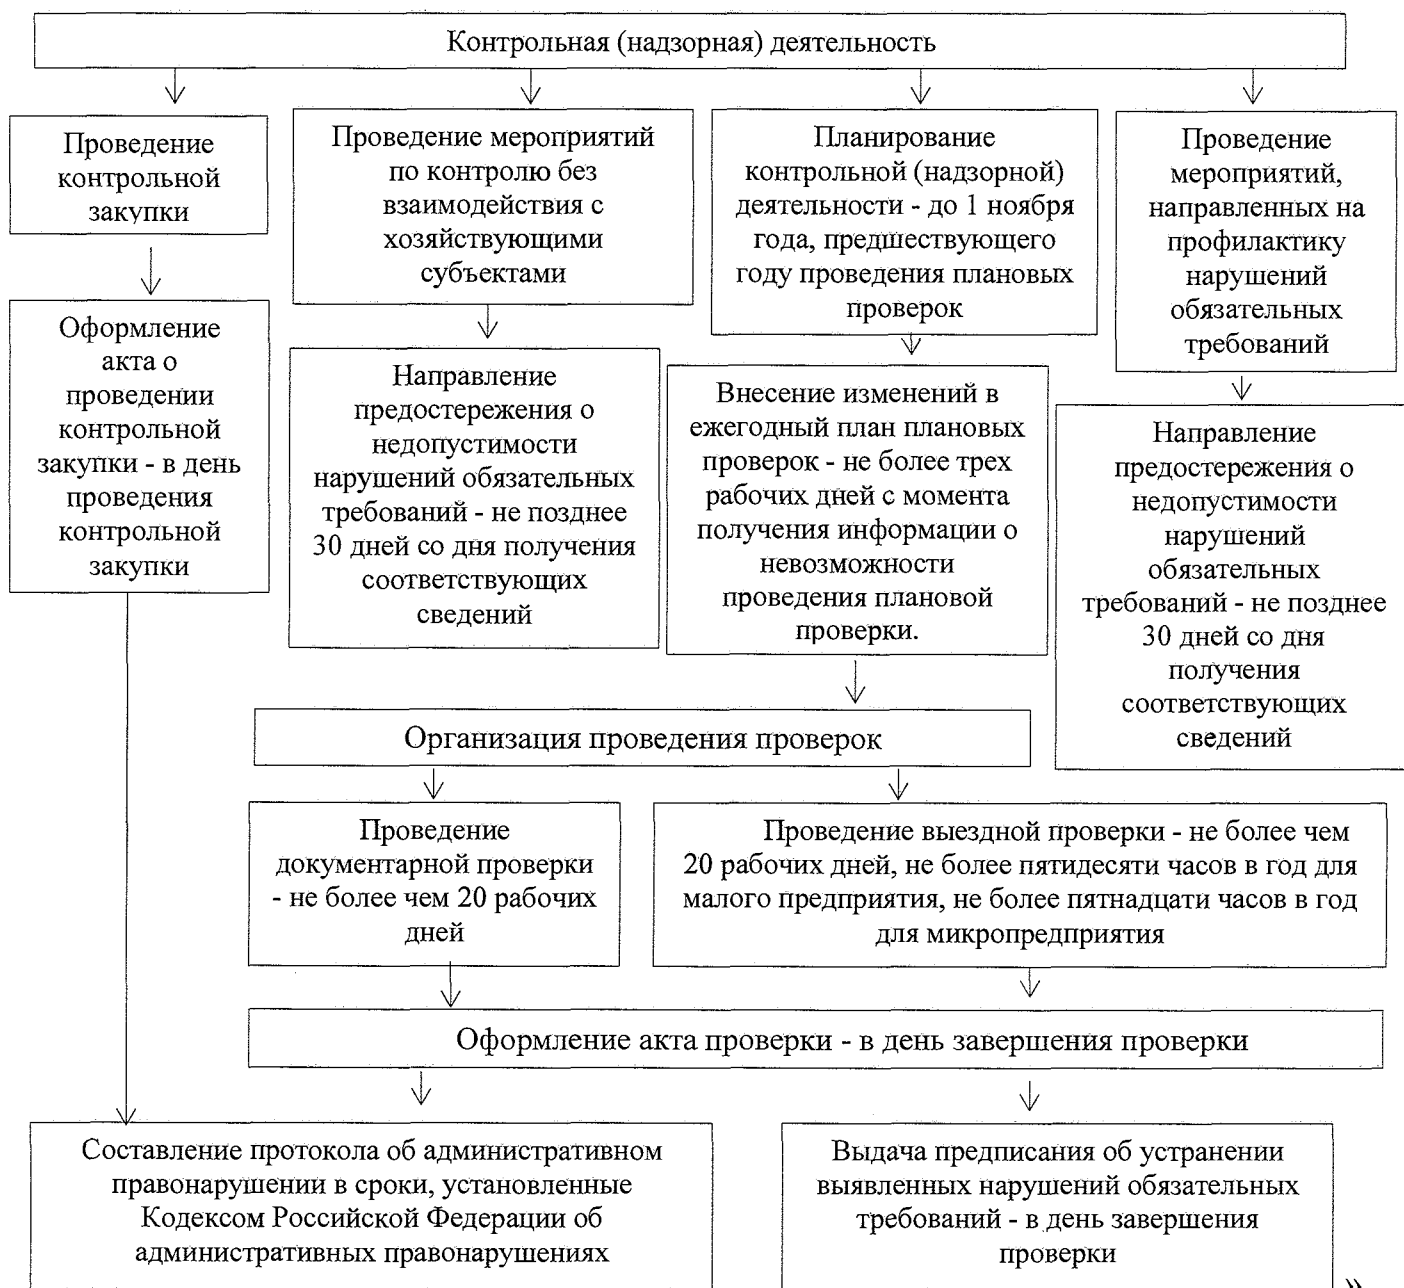 Контрольная (надзорная) деятельность
Проведение
контрольной
закупки
Проведение мероприятий
по контролю без
взаимодействия с
хозяйствующими
субъектами
Планирование
контрольной (надзорной)
деятельности - до 1 ноября
года, предшествующего
году проведения плановых
проверок
Проведение
мероприятий,
направленных на
профилактику
нарушений
обязательных
требований
Оформление
акта о
проведении
контрольной
закупки - в день
проведения
контрольной
закупки
Направление
предостережения о
недопустимости
нарушений обязательных
требований - не позднее
30 дней со дня получения
соответствующих
сведений
Внесение изменений в
ежегодный план плановых
проверок - не более трех
рабочих дней с момента
получения информации о
невозможности
проведения плановой
проверки.
Направление
предостережения о
недопустимости
нарушений
обязательных
требований - не позднее
30 дней со дня
получения
соответствующих
сведений
Организация проведения проверок
Проведение
документарной проверки
- не более чем 20 рабочих
дней
Проведение выездной проверки - не более чем
20 рабочих дней, не более пятидесяти часов в год для
малого предприятия, не более пятнадцати часов в год
для микропредприятия
Оформление акта проверки - в день завершения проверки
Составление протокола об административном
правонарушении в сроки, установленные
Кодексом Российской Федерации об
административных правонарушениях
Выдача предписания об устранении
выявленных нарушений обязательных
требований - в день завершения
проверки
»